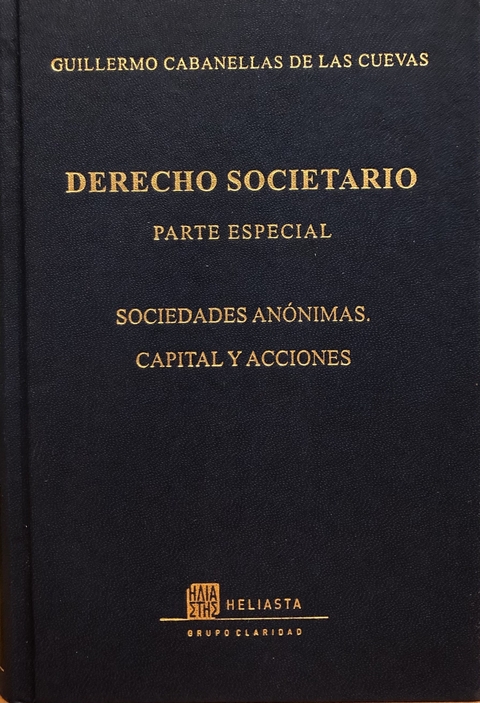 GUILLERMO CABANELLAS DE LAS CUEVAS
DERECHO SOCIETARIO
PARTE ESPECIAL
SOCIEDADES ANÓNIMAS.
CAPITAL Y ACCIONES
ΗΛΙΑ
ΣΤΗΣ
HELIASTA
GRUPO CLARIDAD